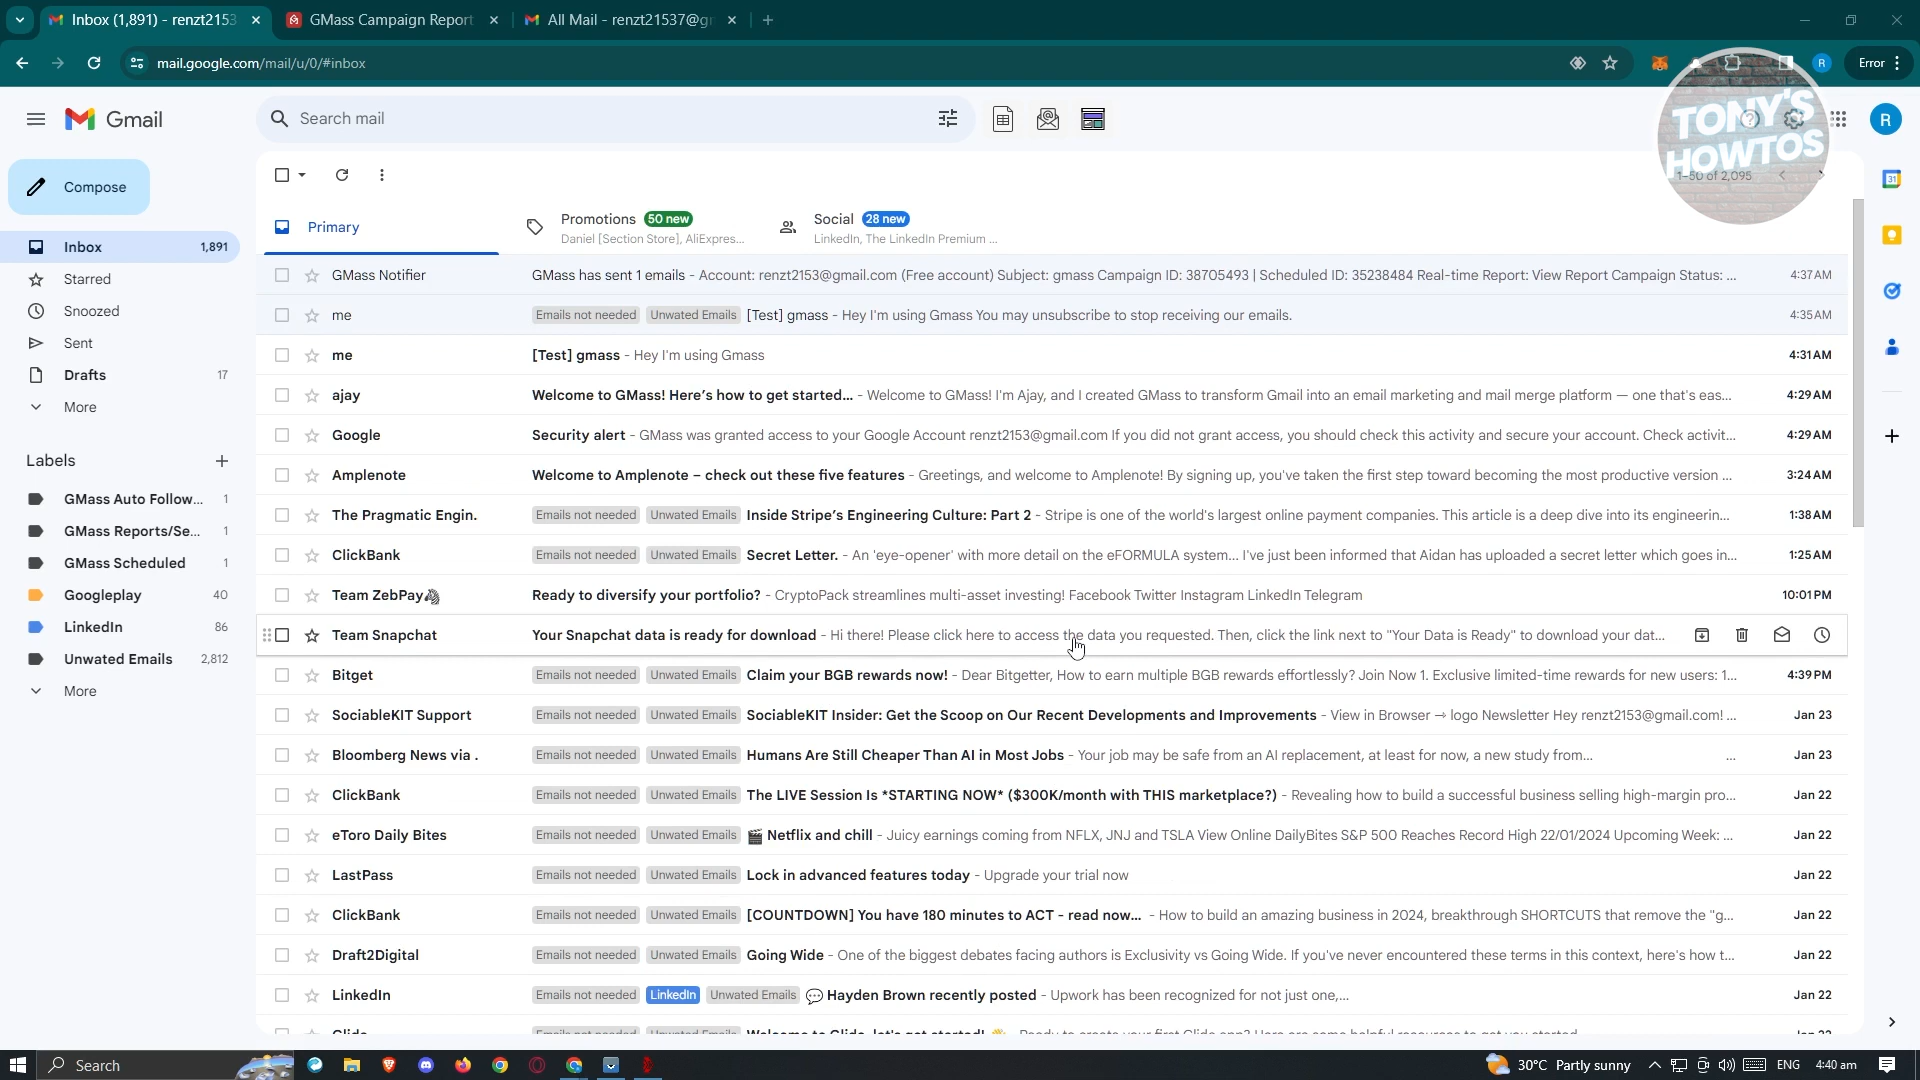 Inbox (1,891) - renzt2153
GMass Campaign Report
All Mail - renzt21537@gm
mail.google.com/mail/u/0/#inbox
R
Error
Gmail
Search mail
R
TONY'S
HOWTOS
Compose
1–50 of 2,095
Primary
Promotions 50 new
Daniel [Section Store], AliExpres...
Social 28 new
LinkedIn, The LinkedIn Premium ...
Inbox 1,891
Starred
Snoozed
Sent
Drafts 17
More
Labels
GMass Auto Follow... 1
GMass Reports/Se... 1
GMass Scheduled 1
Googleplay 40
LinkedIn 86
Unwated Emails 2,812
More
GMass Notifier GMass has sent 1 emails - Account: renzt2153@gmail.com (Free account) Subject: gmass Campaign ID: 38705493 | Scheduled ID: 35238484 Real-time Report: View Report Campaign Status: ... 4:37 AM
me Emails not needed Unwated Emails [Test] gmass - Hey I'm using Gmass You may unsubscribe to stop receiving our emails. 4:35 AM
me [Test] gmass - Hey I'm using Gmass 4:31 AM
ajay Welcome to GMass! Here’s how to get started... - Welcome to GMass! I'm Ajay, and I created GMass to transform Gmail into an email marketing and mail merge platform — one that's eas... 4:29 AM
Google Security alert - GMass was granted access to your Google Account renzt2153@gmail.com If you did not grant access, you should check this activity and secure your account. Check activit... 4:29 AM
Amplenote Welcome to Amplenote – check out these five features - Greetings, and welcome to Amplenote! By signing up, you've taken the first step toward becoming the most productive version ... 3:24 AM
The Pragmatic Engin. Emails not needed Unwated Emails Inside Stripe’s Engineering Culture: Part 2 - Stripe is one of the world's largest online payment companies. This article is a deep dive into its engineerin... 1:38 AM
ClickBank Emails not needed Unwated Emails Secret Letter. - An 'eye-opener' with more detail on the eFORMULA system... I've just been informed that Aidan has uploaded a secret letter which goes in... 1:25 AM
Team ZebPay🦓 Ready to diversify your portfolio? - CryptoPack streamlines multi-asset investing! Facebook Twitter Instagram LinkedIn Telegram 10:01 PM
Team Snapchat Your Snapchat data is ready for download - Hi there! Please click here to access the data you requested. Then, click the link next to "Your Data is Ready" to download your dat...
Bitget Emails not needed Unwated Emails Claim your BGB rewards now! - Dear Bitgetter, How to earn multiple BGB rewards effortlessly? Join Now 1. Exclusive limited-time rewards for new users: 1... 4:39 PM
SociableKIT Support Emails not needed Unwated Emails SociableKIT Insider: Get the Scoop on Our Recent Developments and Improvements - View in Browser → logo Newsletter Hey renzt2153@gmail.com! ... Jan 23
Bloomberg News via . Emails not needed Unwated Emails Humans Are Still Cheaper Than AI in Most Jobs - Your job may be safe from an AI replacement, at least for now, a new study from... ... Jan 23
ClickBank Emails not needed Unwated Emails The LIVE Session Is *STARTING NOW* ($300K/month with THIS marketplace?) - Revealing how to build a successful business selling high-margin pro... Jan 22
eToro Daily Bites Emails not needed Unwated Emails 🎬 Netflix and chill - Juicy earnings coming from NFLX, JNJ and TSLA View Online DailyBites S&P 500 Reaches Record High 22/01/2024 Upcoming Week: ... Jan 22
LastPass Emails not needed Unwated Emails Lock in advanced features today - Upgrade your trial now Jan 22
ClickBank Emails not needed Unwated Emails [COUNTDOWN] You have 180 minutes to ACT - read now... - How to build an amazing business in 2024, breakthrough SHORTCUTS that remove the "g... Jan 22
Draft2Digital Emails not needed Unwated Emails Going Wide - One of the biggest debates facing authors is Exclusivity vs Going Wide. If you've never encountered these terms in this context, here's how t... Jan 22
LinkedIn Emails not needed LinkedIn Unwated Emails 💬 Hayden Brown recently posted - Upwork has been recognized for not just one,... Jan 22
Search
30°C Partly sunny
ENG
4:40 am